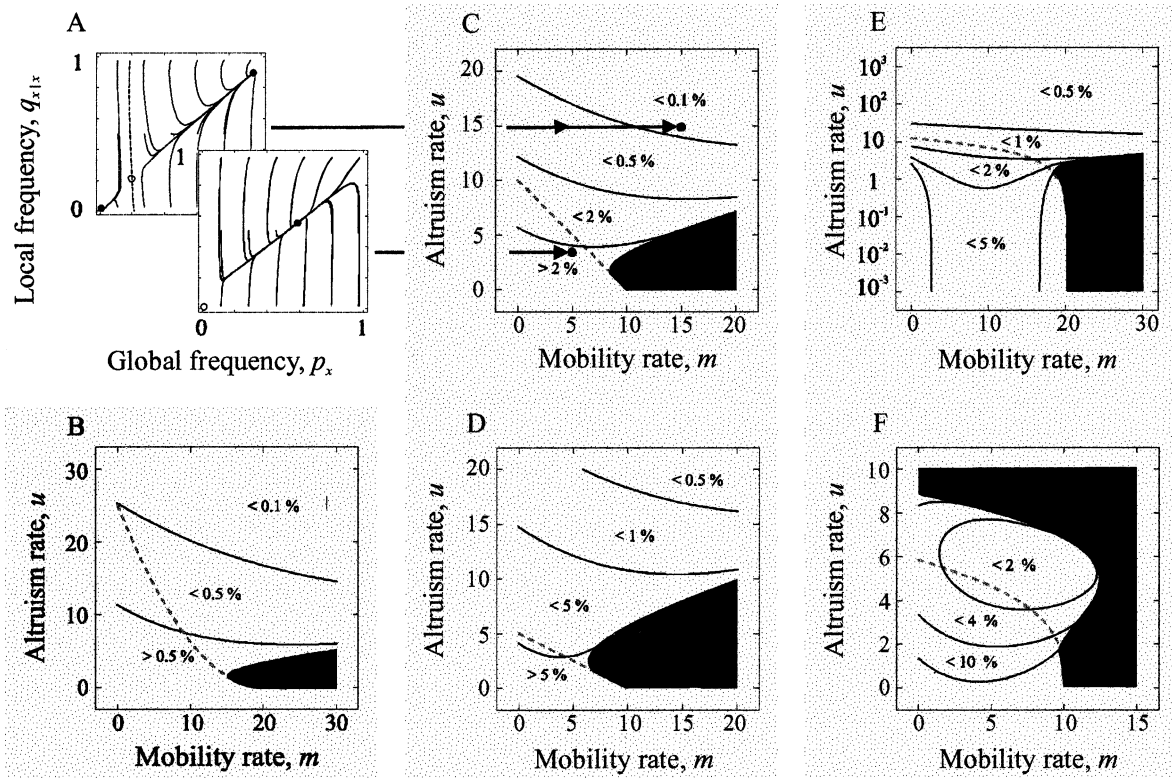 A
Local frequency, q x|x
1
0
1
0
1
Global frequency, p x
B
Altruism rate, u
30
20
10
0
< 0.1 %
< 0.5 %
> 0.5 %
0
10
20
30
Mobility rate, m
C
Altruism rate, u
20
15
10
5
0
< 0.1 %
< 0.5 %
< 2 %
> 2 %
0
5
10
15
20
Mobility rate, m
D
Altruism rate, u
20
15
10
5
0
< 0.5 %
< 1 %
< 5 %
> 5 %
0
5
10
15
20
Mobility rate, m
E
Altruism rate, u
10³
10²
10
1
10⁻¹
10⁻²
10⁻³
< 0.5 %
< 1 %
< 2 %
< 5 %
0
10
20
30
Mobility rate, m
F
Altruism rate, u
10
8
6
4
2
0
< 2 %
< 4 %
< 10 %
0
5
10
15
Mobility rate, m